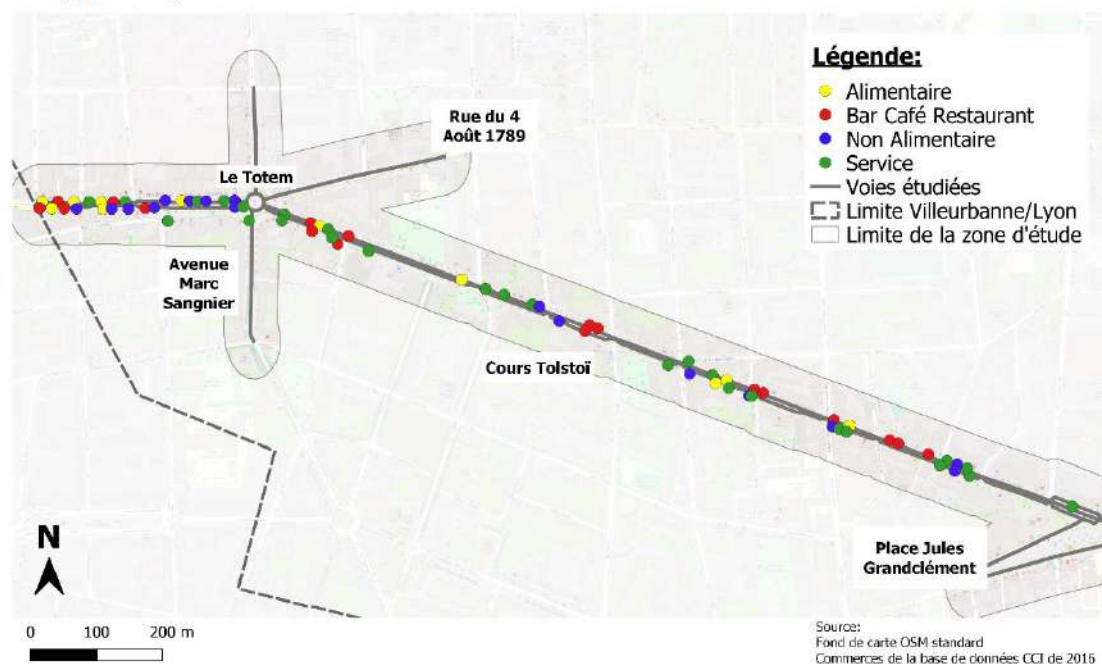 Légende:
Alimentaire
Bar Café Restaurant
Non Alimentaire
Service
Voies étudiées
Limite Villeurbanne/Lyon
Limite de la zone d'étude
Rue du 4
Août 1789
Le Totem
Avenue
Marc
Sangnier
Cours Tolstoï
Place Jules
Grandclément
N
0 100 200 m
Source:
Fond de carte OSM standard
Commerces de la base de données CCI de 2016